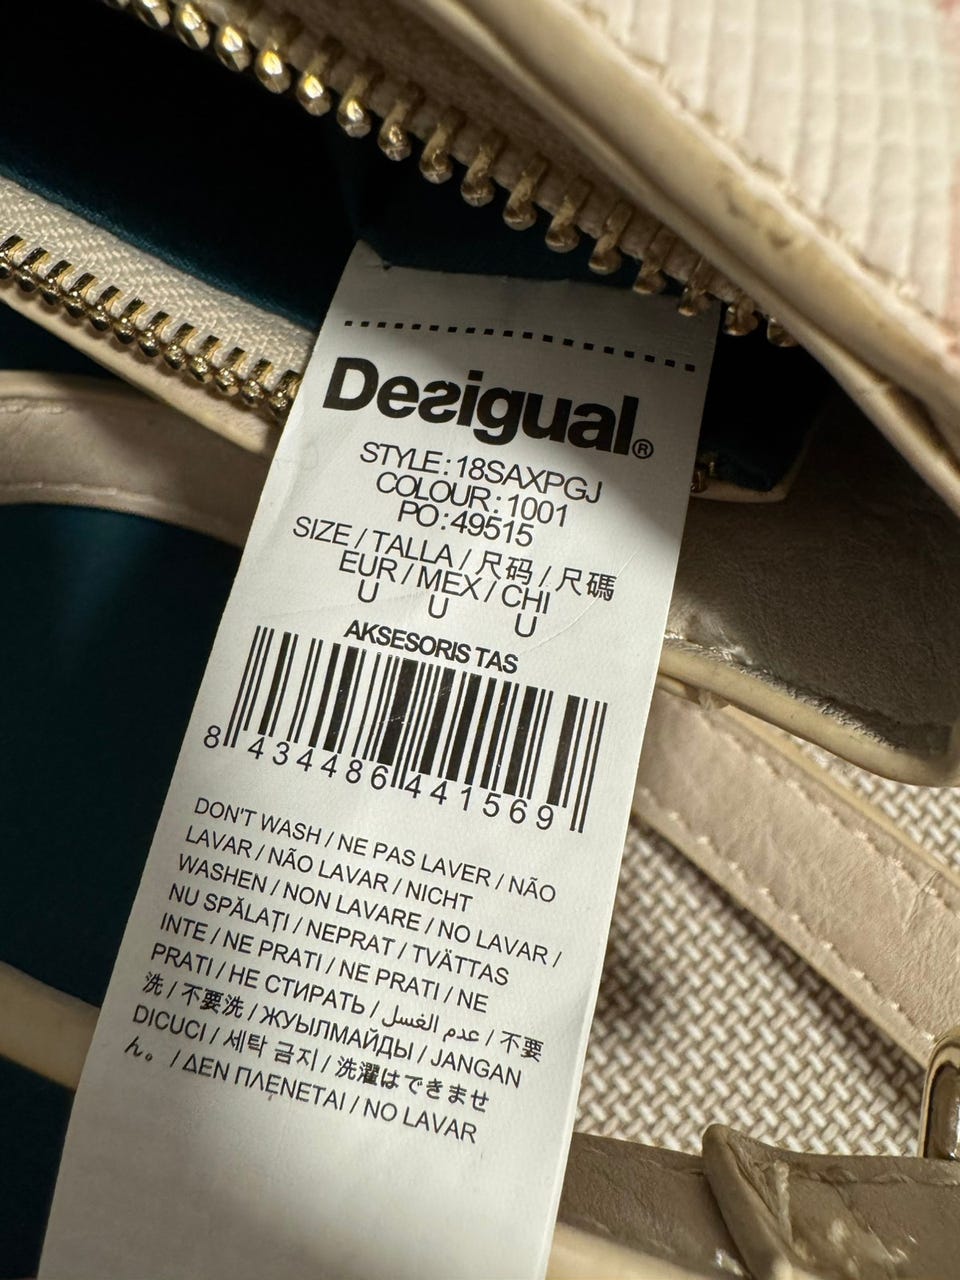 Desigual®
STYLE: 18SAXPGJ
COLOUR: 1001
PO: 49515
SIZE / TALLA / 尺码 / 尺碼
EUR / MEX / CHI
U U U
AKSESORIS TAS
8 434486 441569
DON'T WASH / NE PAS LAVER / NÃO
LAVAR / NÃO LAVAR / NICHT
WASHEN / NON LAVARE / NO LAVAR /
NU SPĂLAȚI / NEPRAT / TVÄTTAS
INTE / NE PRATI / NE PRATI / NE
PRATI / НЕ СТИРАТЬ / عدم الغسل / 不要
洗 / 不要洗 / ЖУЫЛМАЙДЫ / JANGAN
DICUCI / 세탁 금지 / 洗濯はできませ
ん。 / ΔΕΝ ΠΛΕΝΕΤΑΙ / NO LAVAR